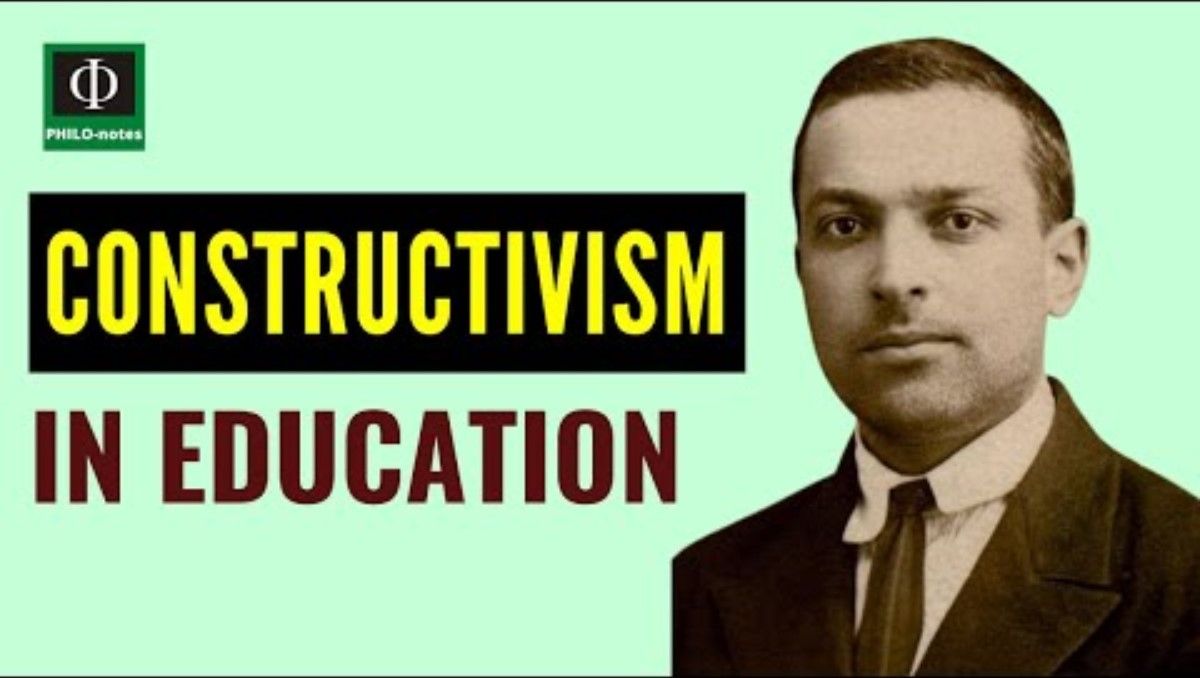 Φ
PHILO-notes
CONSTRUCTIVISM
IN EDUCATION